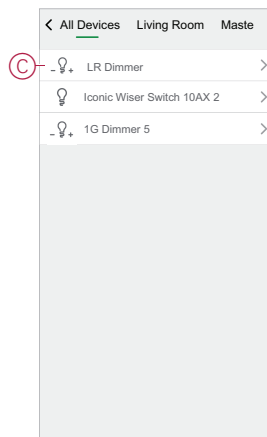 All Devices Living Room Maste
C LR Dimmer
Iconic Wiser Switch 10AX 2
1G Dimmer 5